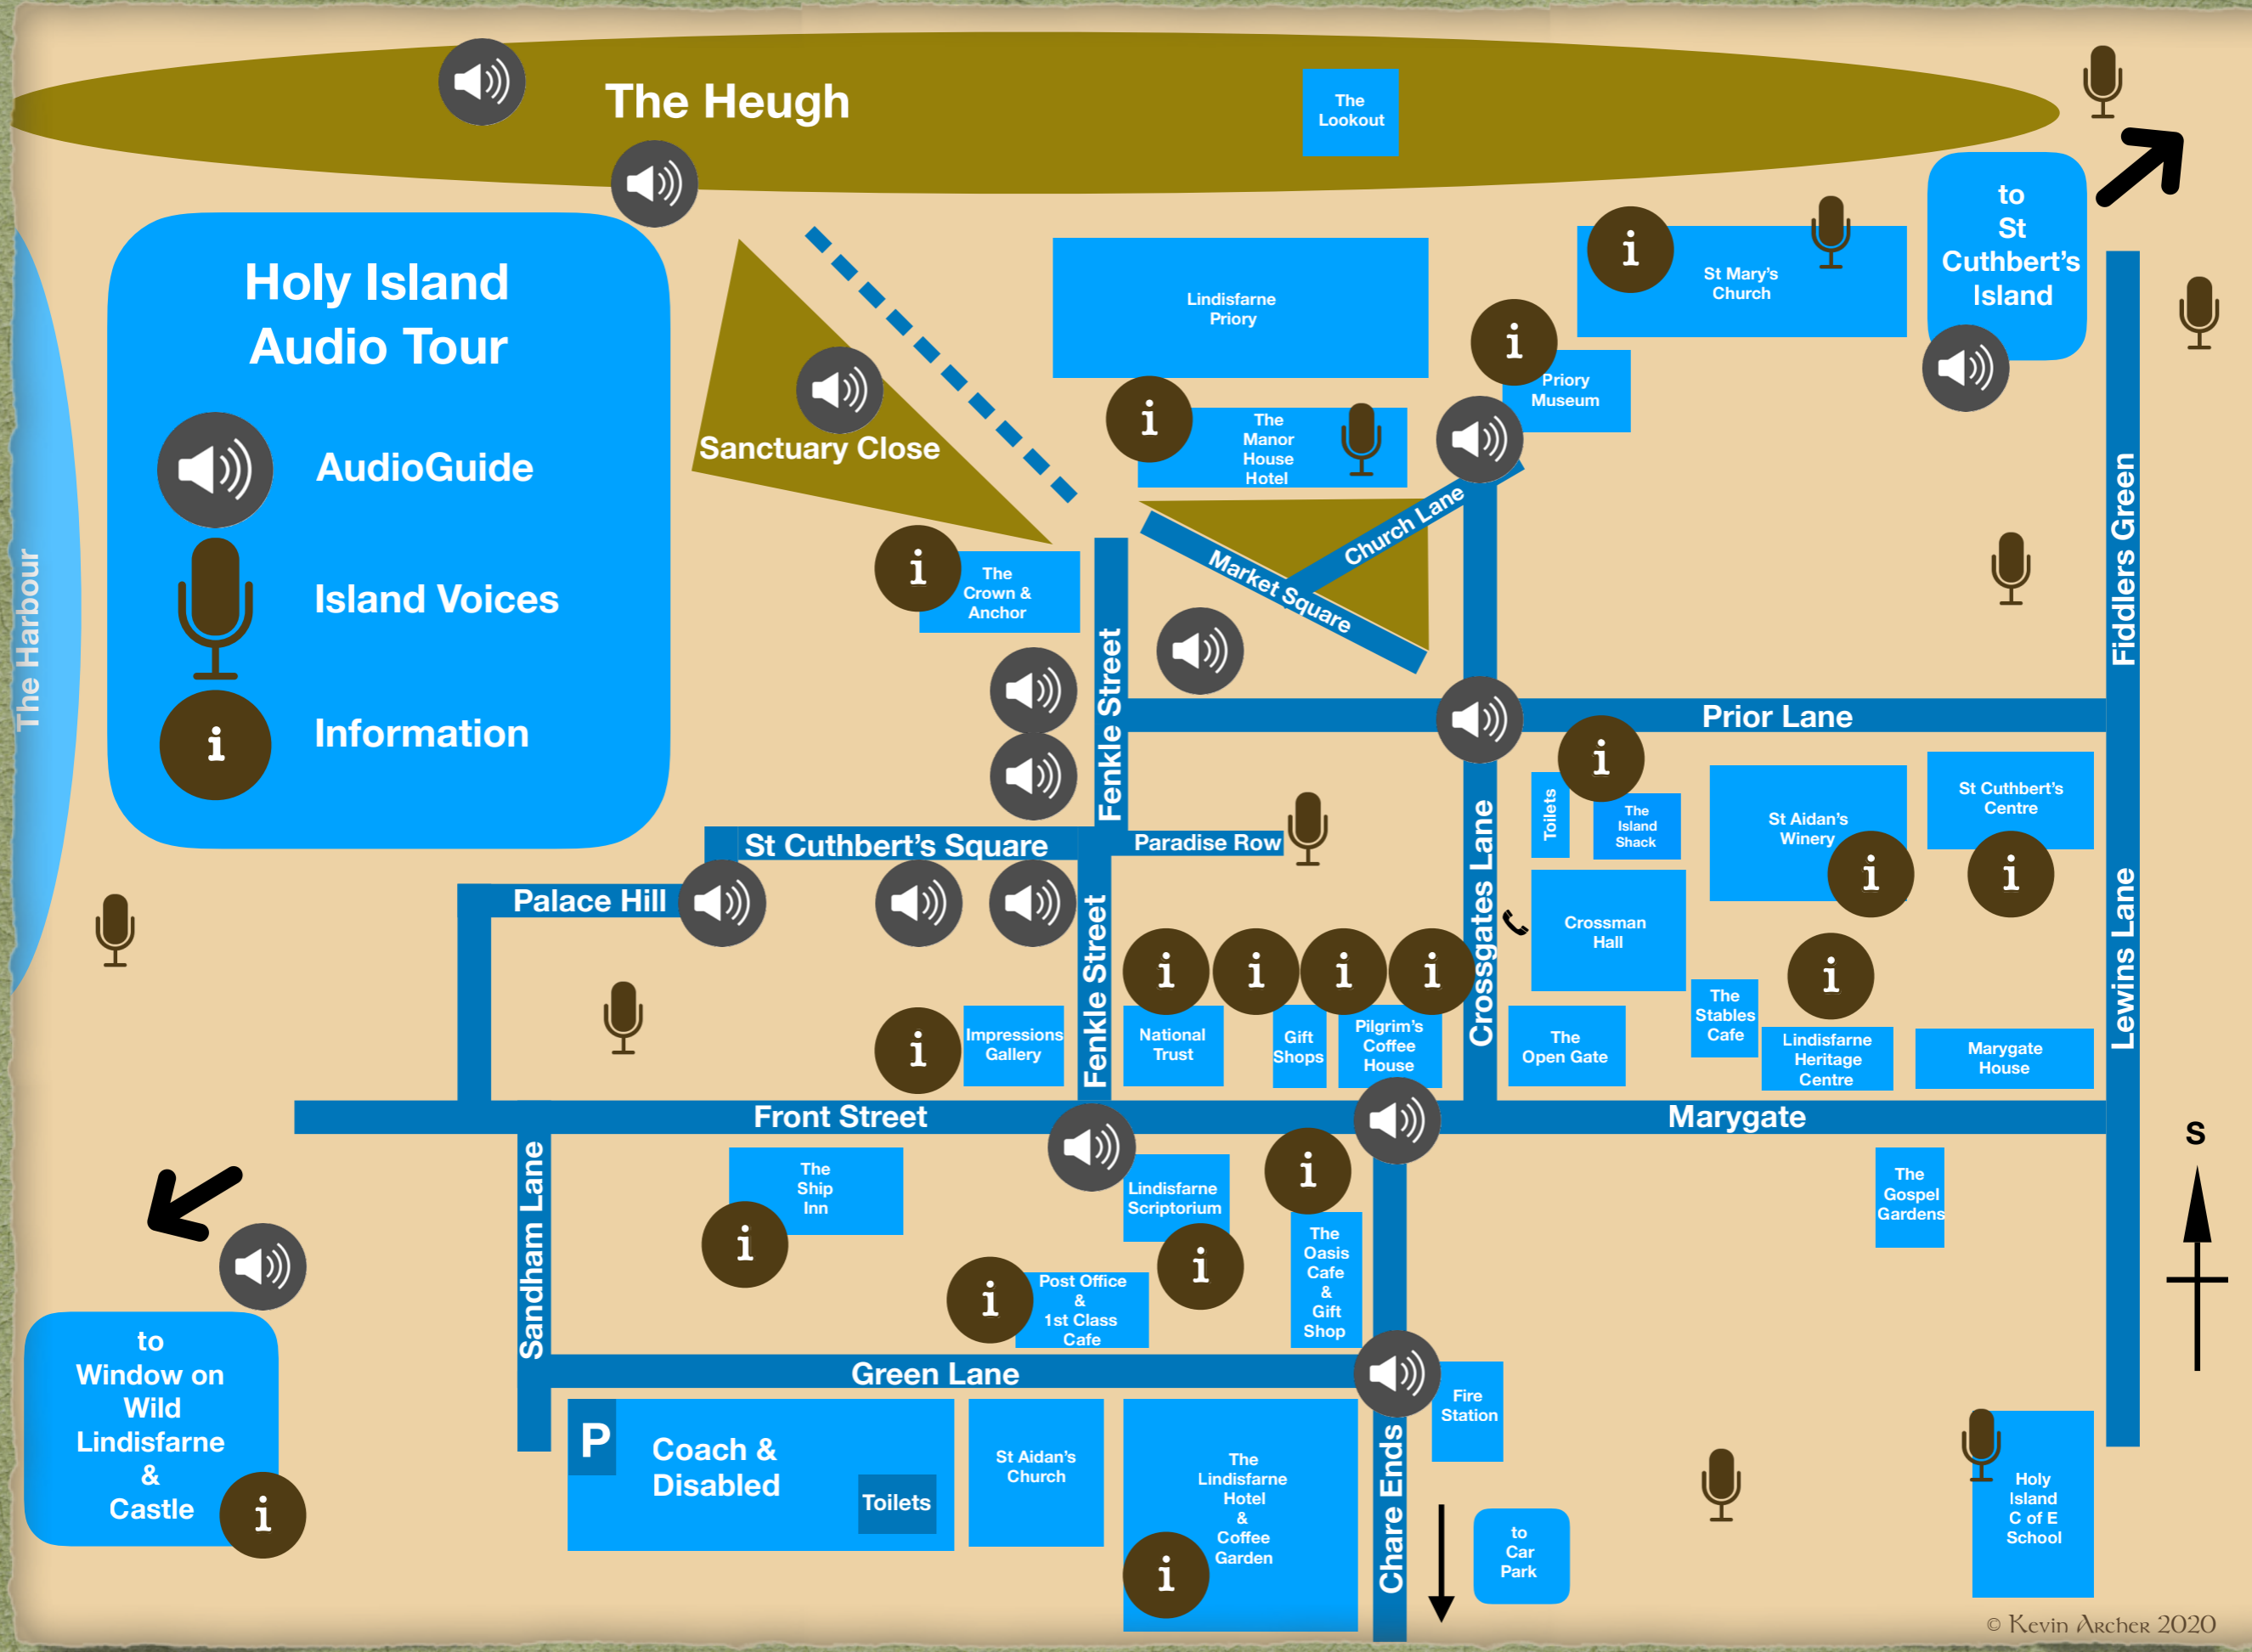 The Heugh
The
Lookout
to
St
Cuthbert's
Island
Holy Island
Audio Tour
AudioGuide
Island Voices
Information
The Harbour
Sanctuary Close
Lindisfarne
Priory
St Mary's
Church
Priory
Museum
The
Manor
House
Hotel
Church Lane
Market Square
The
Crown &
Anchor
Fenkle Street
Fiddlers Green
Prior Lane
St Cuthbert's Square
Paradise Row
Palace Hill
Crossgates Lane
Toilets
The
Island
Shack
St Aidan's
Winery
St Cuthbert's
Centre
Crossman
Hall
Lewins Lane
Fenkle Street
Impressions
Gallery
National
Trust
Gift
Shops
Pilgrim's
Coffee
House
The
Open Gate
The
Stables
Cafe
Lindisfarne
Heritage
Centre
Marygate
House
Front Street
Marygate
S
Sandham Lane
The
Ship
Inn
Lindisfarne
Scriptorium
The
Oasis
Cafe
&
Gift
Shop
Post Office
&
1st Class
Cafe
The
Gospel
Gardens
Green Lane
Fire
Station
to
Window on
Wild
Lindisfarne
&
Castle
P
Coach &
Disabled
Toilets
St Aidan's
Church
The
Lindisfarne
Hotel
&
Coffee
Garden
Chare Ends
to
Car
Park
Holy
Island
C of E
School
© Kevin Archer 2020